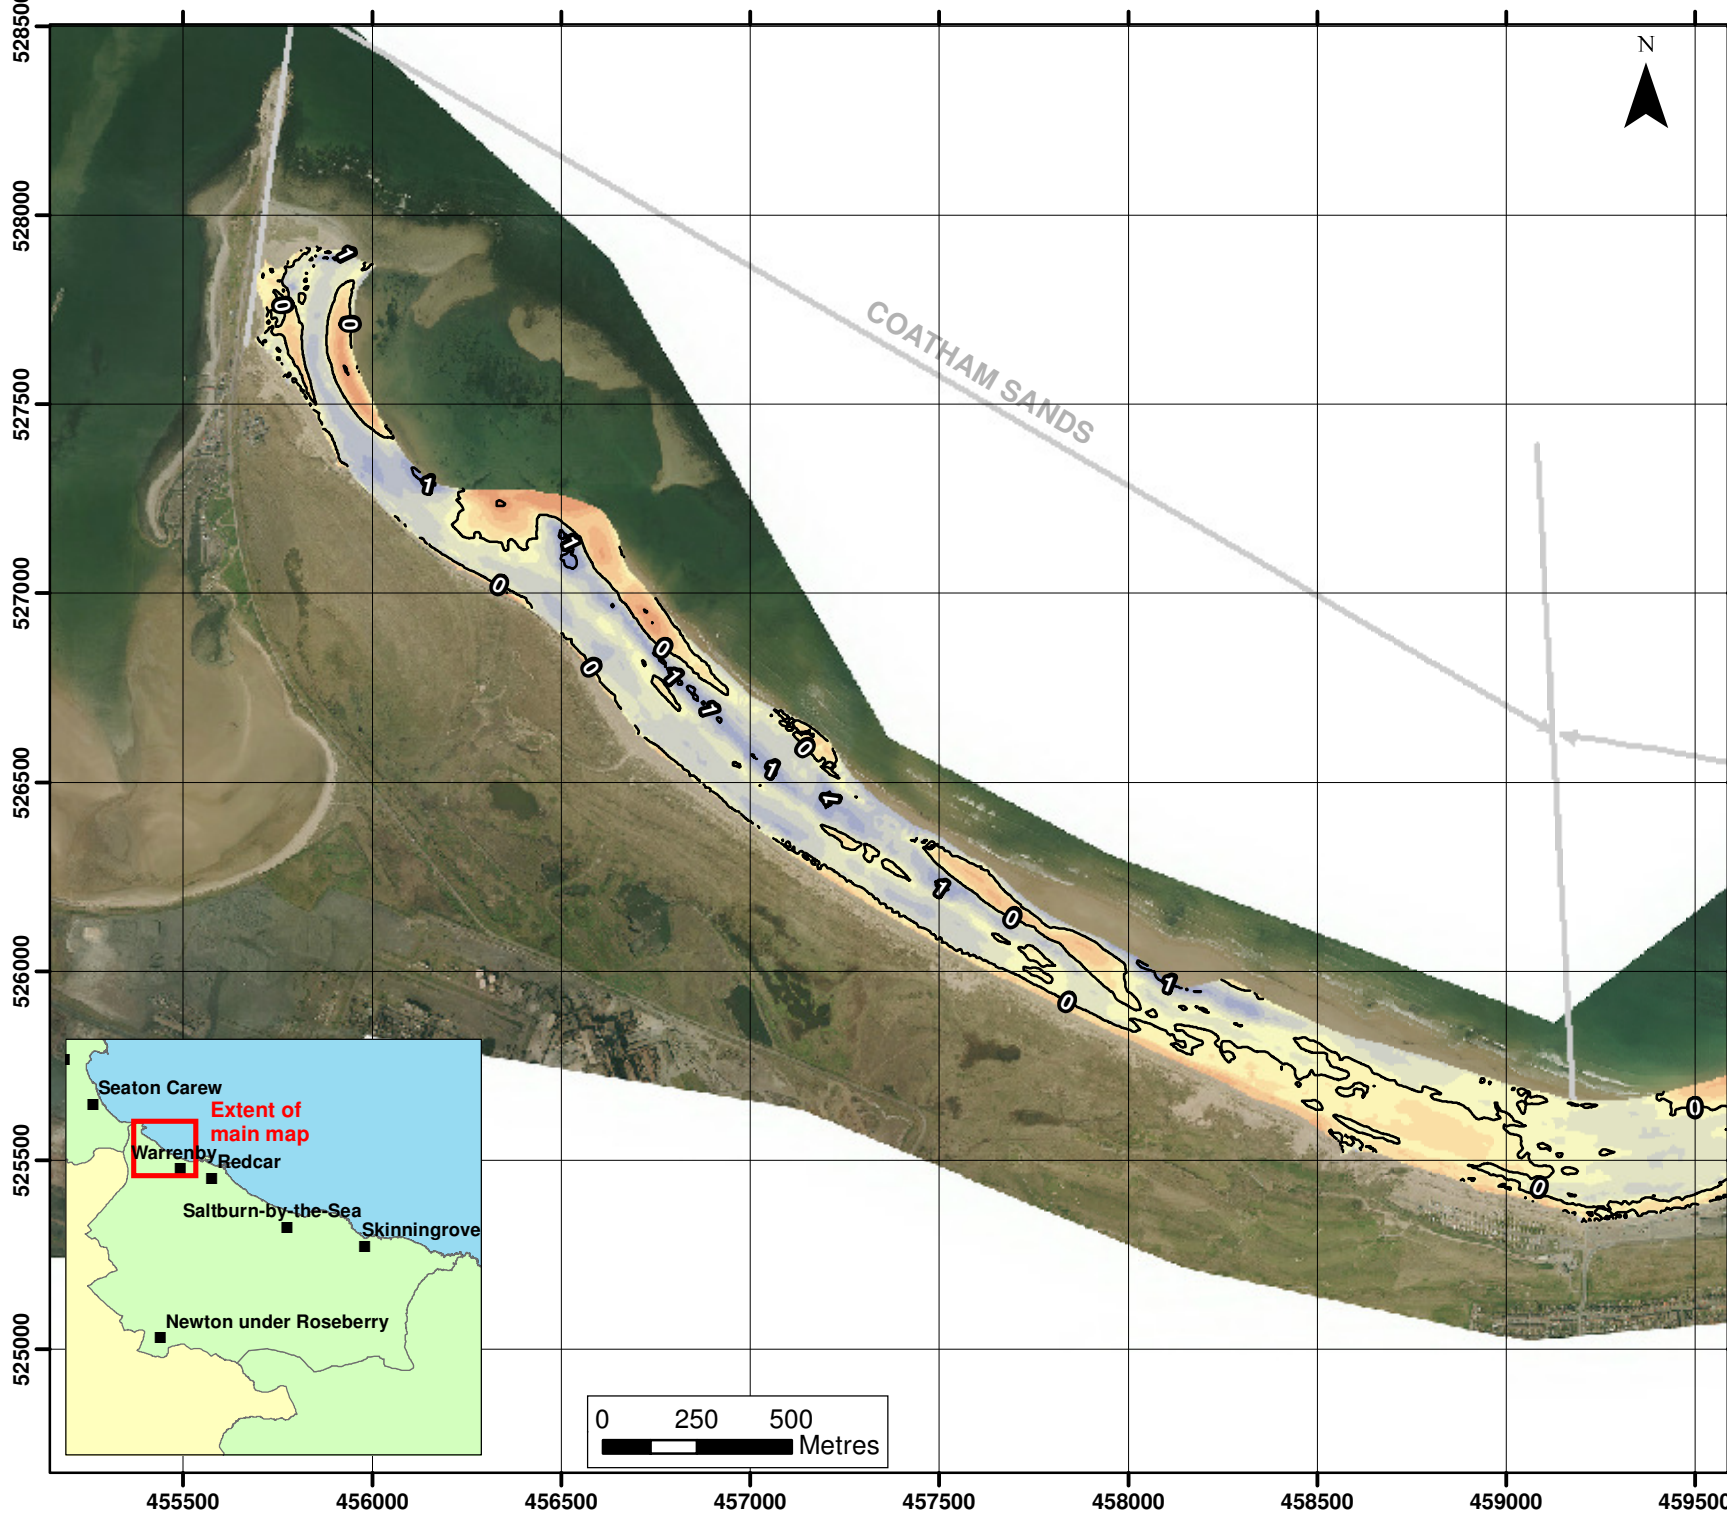 528500
528000
527500
527000
526500
526000
525500
525000
N
COATHAM SANDS
1
0
0
1
1
0
0
0
1
1
0
1
1
1
0
0
1
0
0
Seaton Carew
Extent of
main map
Warrenby
Redcar
Saltburn-by-the-Sea
Skinningrove
Newton under Roseberry
0 250 500
Metres
455500 456000 456500 457000 457500 458000 458500 459000 459500